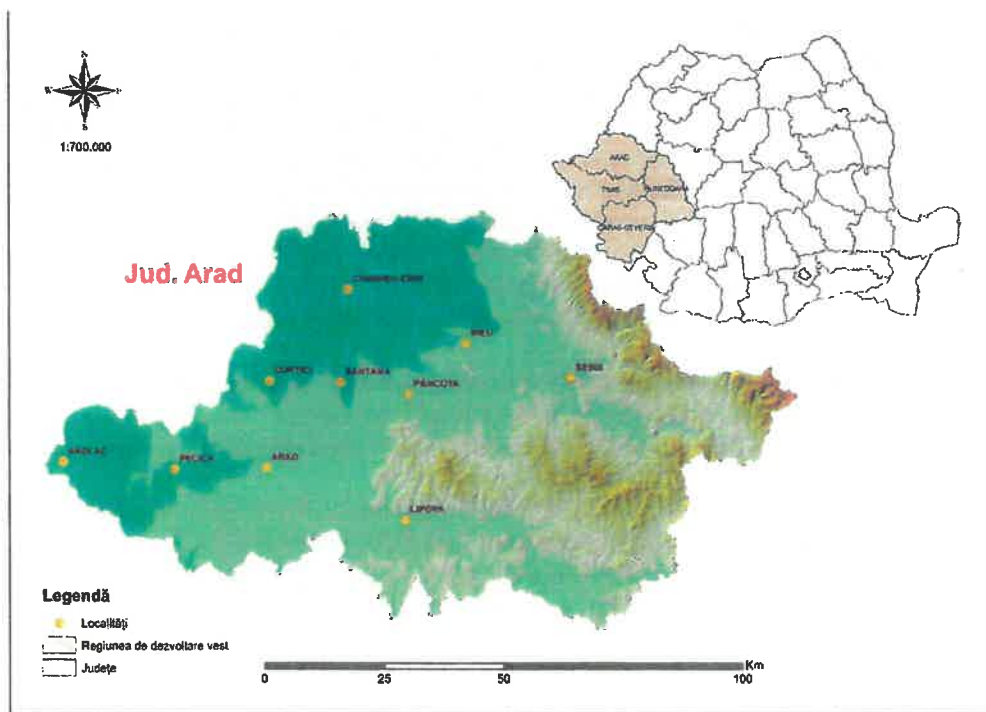 N
W
S
1:700.000
ARAD
TIMIS
HUNEDOARA
CARAS-SEVERIN
Jud. Arad
CHISINEU-CRIS
INEU
CURTICI
SANTANA
SEBIS
PÂNCOTA
NADLAC
PECICA
ARAD
LIPOVA
Legendă
Localități
Regiunea de dezvoltare vest
Județe
Km
0 25 50 100